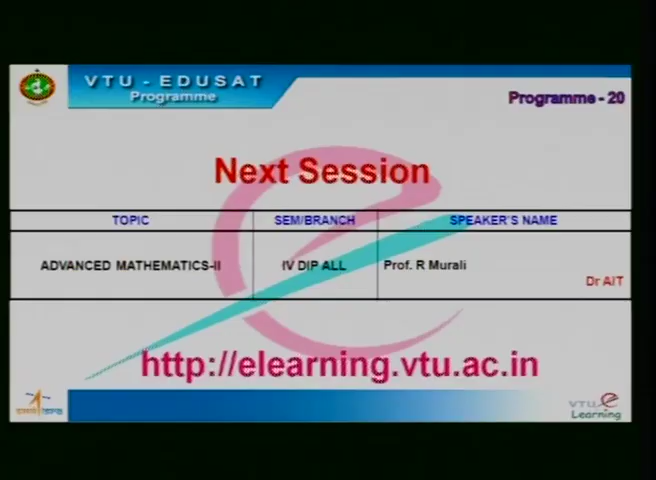 VTU - EDUSAT
Programme
Programme - 20
Next Session
TOPIC SEM/BRANCH SPEAKER'S NAME
ADVANCED MATHEMATICS-II IV DIP ALL Prof. R Murali
Dr AIT
http://elearning.vtu.ac.in
VTU e
Learning